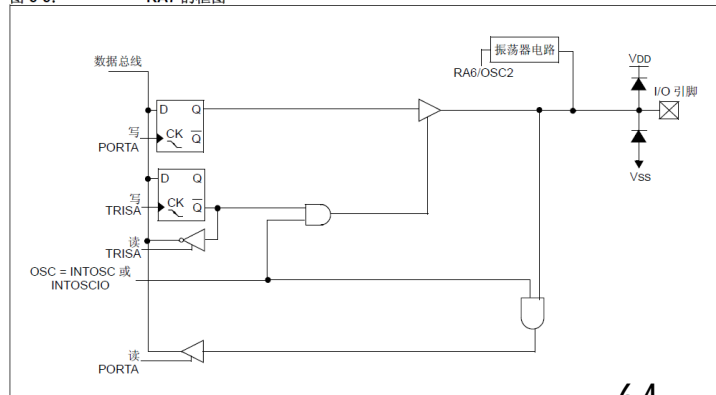 数据总线
振荡器电路
RA6/OSC2
VDD
I/O 引脚
D Q
写
PORTA
CK Q
VSS
D Q
写
TRISA
CK Q
读
TRISA
OSC = INTOSC 或
INTOSCIO
读
PORTA